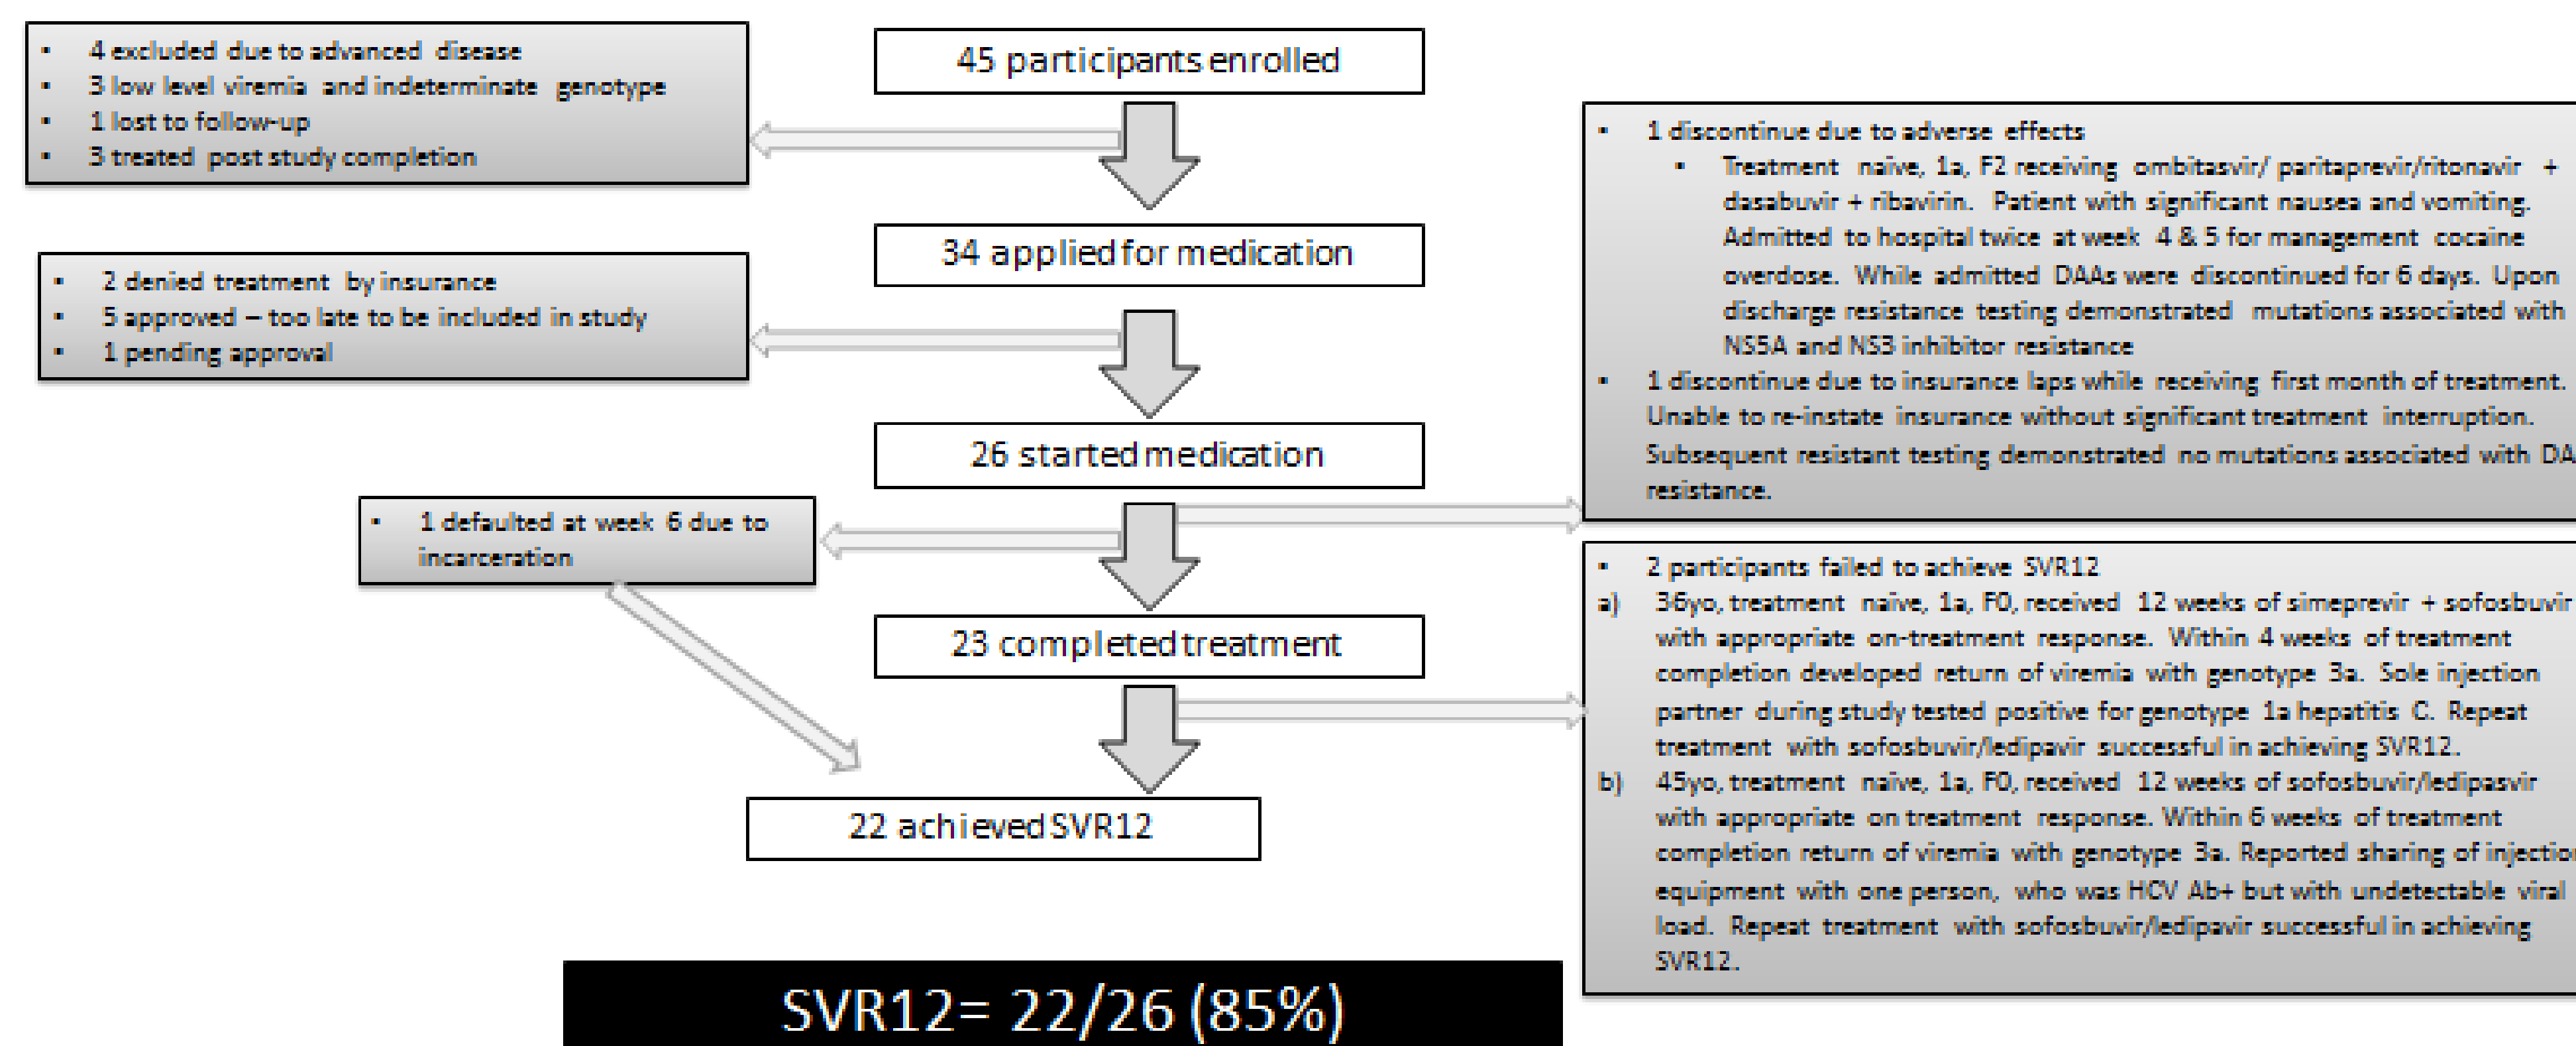 45 participants enrolled
• 4 excluded due to advanced disease
• 3 low level viremia and indeterminate genotype
• 1 lost to follow-up
• 3 treated post study completion
34 applied for medication
• 2 denied treatment by insurance
• 5 approved – too late to be included in study
• 1 pending approval
26 started medication
• 1 defaulted at week 6 due to
incarceration
• 1 discontinue due to adverse effects
• Treatment naïve, 1a, F2 receiving ombitasvir/ paritaprevir/ritonavir +
dasabuvir + ribavirin. Patient with significant nausea and vomiting.
Admitted to hospital twice at week 4 & 5 for management cocaine
overdose. While admitted DAAs were discontinued for 6 days. Upon
discharge resistance testing demonstrated mutations associated with
NS5A and NS3 inhibitor resistance
• 1 discontinue due to insurance laps while receiving first month of treatment.
Unable to re-instate insurance without significant treatment interruption.
Subsequent resistant testing demonstrated no mutations associated with
resistance.
23 completed treatment
• 2 participants failed to achieve SVR12
a) 36yo, treatment naïve, 1a, F0, received 12 weeks of simeprevir + sofosbuvir
with appropriate on-treatment response. Within 4 weeks of treatment
completion developed return of viremia with genotype 3a. Sole injection
partner during study tested positive for genotype 1a hepatitis C. Repeat
treatment with sofosbuvir/ledipavir successful in achieving SVR12.
b) 45yo, treatment naïve, 1a, F0, received 12 weeks of sofosbuvir/ledipasvir
with appropriate on treatment response. Within 6 weeks of treatment
completion return of viremia with genotype 3a. Reported sharing of
equipment with one person, who was HCV Ab+ but with undetectable viral
load. Repeat treatment with sofosbuvir/ledipavir successful in achieving
SVR12.
22 achieved SVR12
SVR12= 22/26 (85%)